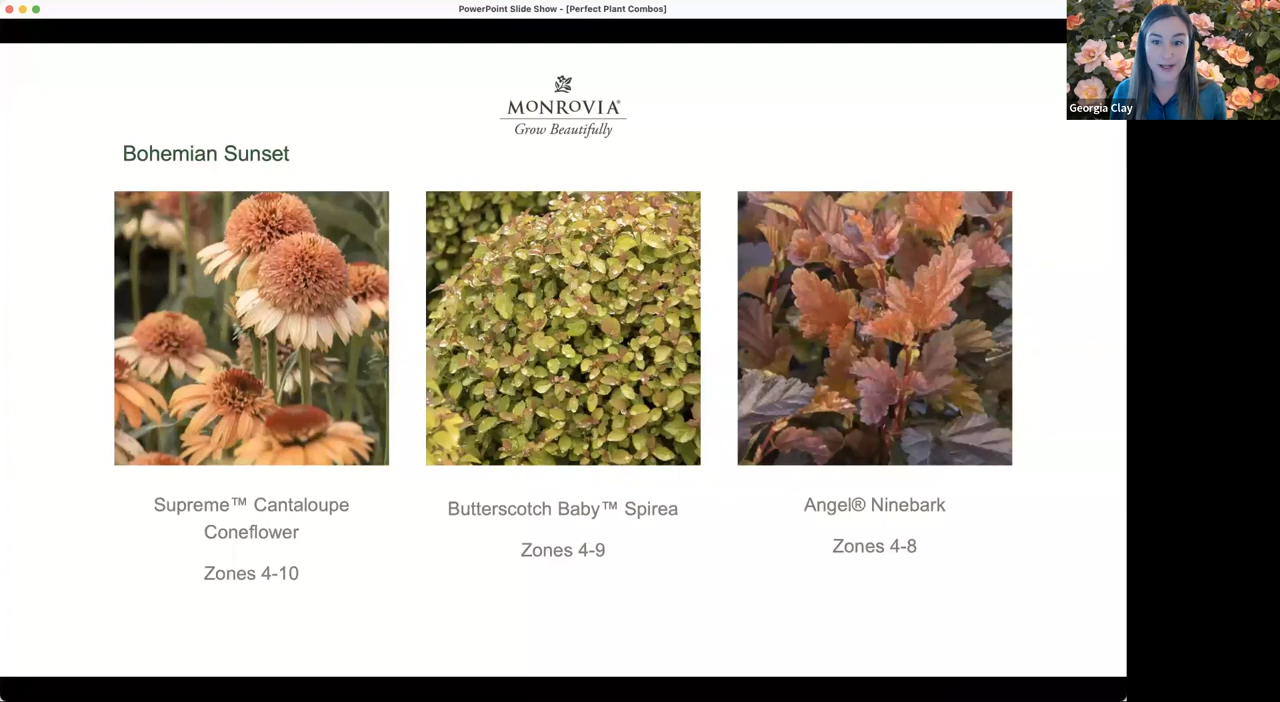 PowerPoint Slide Show - [Perfect Plant Combos]
Georgia Clay
MONROVIA®
Grow Beautifully
Bohemian Sunset
Supreme™ Cantaloupe
Coneflower
Zones 4-10
Butterscotch Baby™ Spirea
Zones 4-9
Angel® Ninebark
Zones 4-8